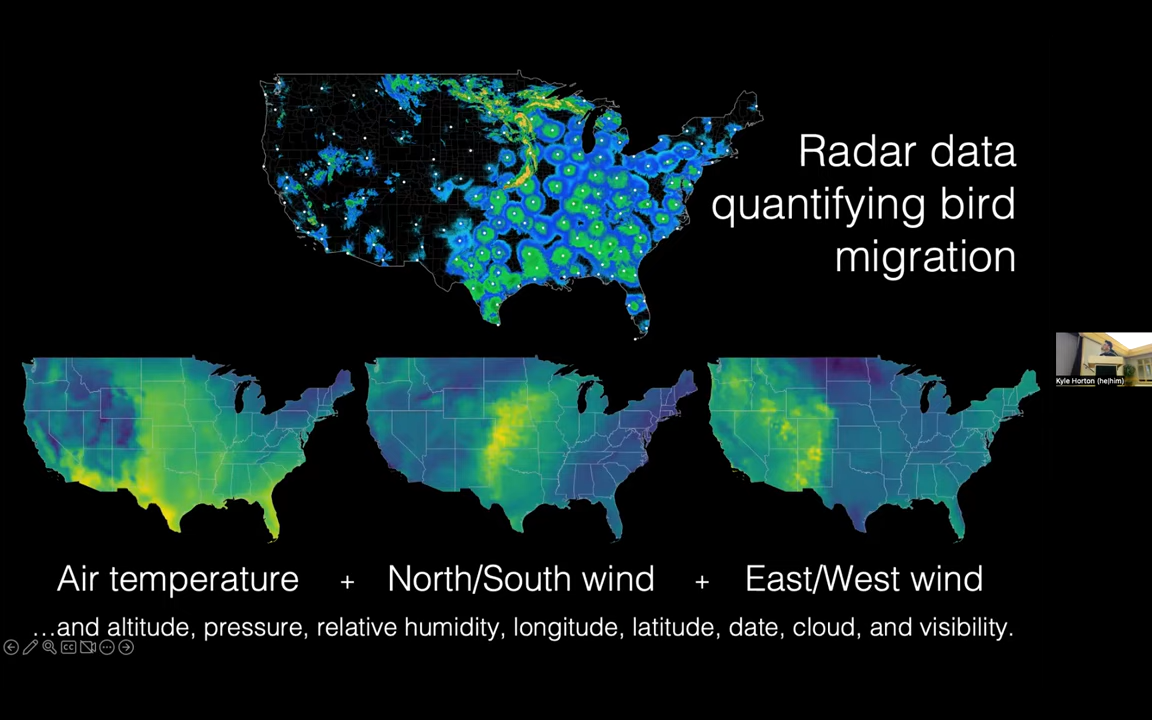 Radar data
quantifying bird
migration
Kyle Horton (he|him)
Air temperature + North/South wind + East/West wind
...and altitude, pressure, relative humidity, longitude, latitude, date, cloud, and visibility.
CC